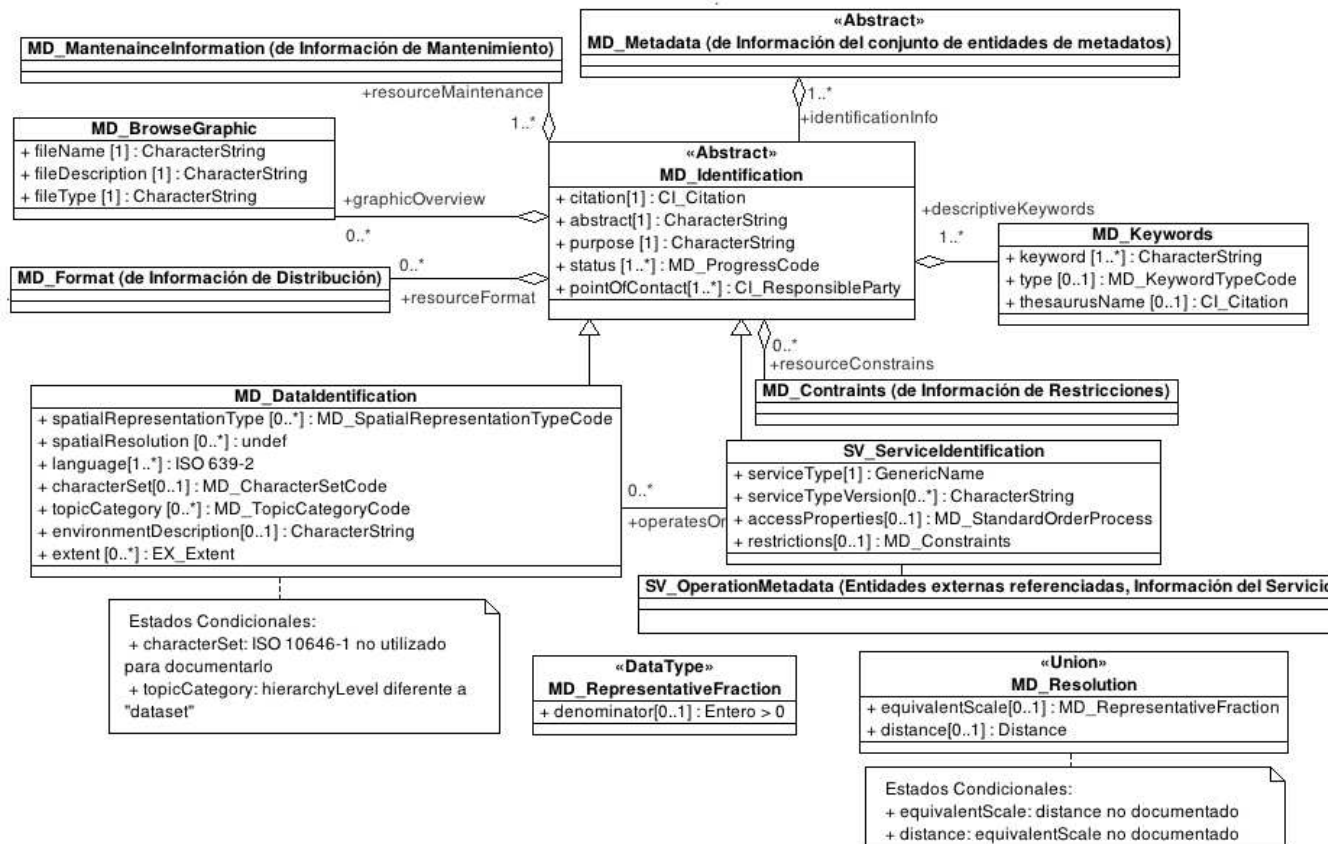 «Abstract»
MD_Metadata (de Información del conjunto de entidades de metadatos)
MD_MantenainceInformation (de Información de Mantenimiento)
+resourceMaintenance
1..*
1..*
+identificationInfo
MD_BrowseGraphic
+ fileName [1] : CharacterString
+ fileDescription [1] : CharacterString
+ fileType [1] : CharacterString
+graphicOverview
0..*
«Abstract»
MD_Identification
+ citation[1] : CI_Citation
+ abstract[1] : CharacterString
+ purpose [1] : CharacterString
+ status [1..*] : MD_ProgressCode
+ pointOfContact[1..*] : CI_ResponsibleParty
+descriptiveKeywords
1..*
MD_Keywords
+ keyword [1..*] : CharacterString
+ type [0..1] : MD_KeywordTypeCode
+ thesaurusName [0..1] : CI_Citation
MD_Format (de Información de Distribución)
0..*
+resourceFormat
0..*
+resourceConstrains
MD_Contraints (de Información de Restricciones)
MD_DataIdentification
+ spatialRepresentationType [0..*] : MD_SpatialRepresentationTypeCode
+ spatialResolution [0..*] : undef
+ language[1..*] : ISO 639-2
+ characterSet[0..1] : MD_CharacterSetCode
+ topicCategory [0..*] : MD_TopicCategoryCode
+ environmentDescription[0..1] : CharacterString
+ extent [0..*] : EX_Extent
0..*
+operatesOr
SV_ServiceIdentification
+ serviceType[1] : GenericName
+ serviceTypeVersion[0..*] : CharacterString
+ accessProperties[0..1] : MD_StandardOrderProcess
+ restrictions[0..1] : MD_Constraints
SV_OperationMetadata (Entidades externas referenciadas, Información del Servicio
Estados Condicionales:
+ characterSet: ISO 10646-1 no utilizado
para documentarlo
+ topicCategory: hierarchyLevel diferente a
"dataset"
«DataType»
MD_RepresentativeFraction
+ denominator[0..1] : Entero > 0
«Union»
MD_Resolution
+ equivalentScale[0..1] : MD_RepresentativeFraction
+ distance[0..1] : Distance
Estados Condicionales:
+ equivalentScale: distance no documentado
+ distance: equivalentScale no documentado